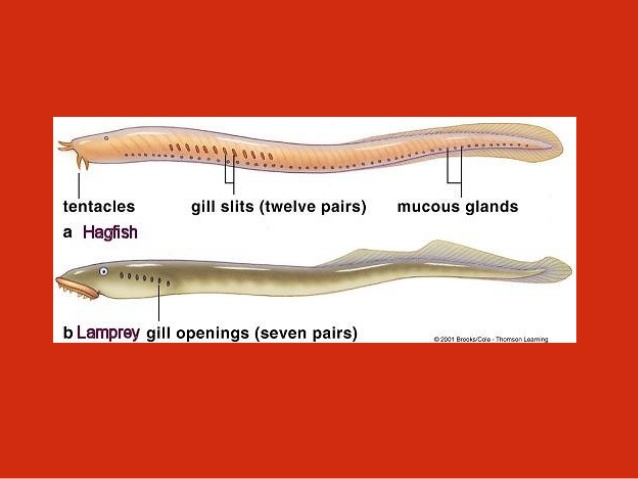 tentacles gill slits (twelve pairs) mucous glands
a Hagfish
b Lamprey gill openings (seven pairs)
©2001 Brooks/Cole - Thomson Learning